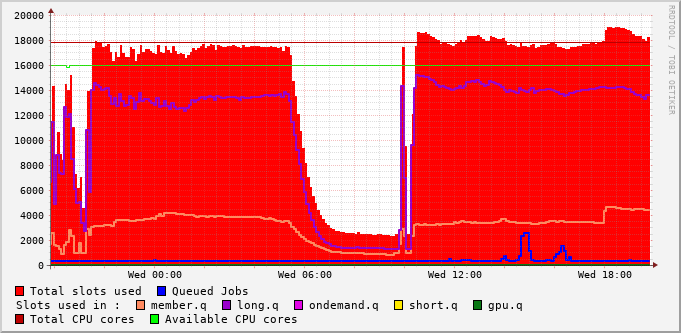 20000
18000
16000
14000
12000
10000
8000
6000
4000
2000
0
Wed 00:00 Wed 06:00 Wed 12:00 Wed 18:00
RRDTOOL / TOBI OETIKER
Total slots used Queued Jobs
Slots used in : member.q long.q ondemand.q short.q gpu.q
Total CPU cores Available CPU cores